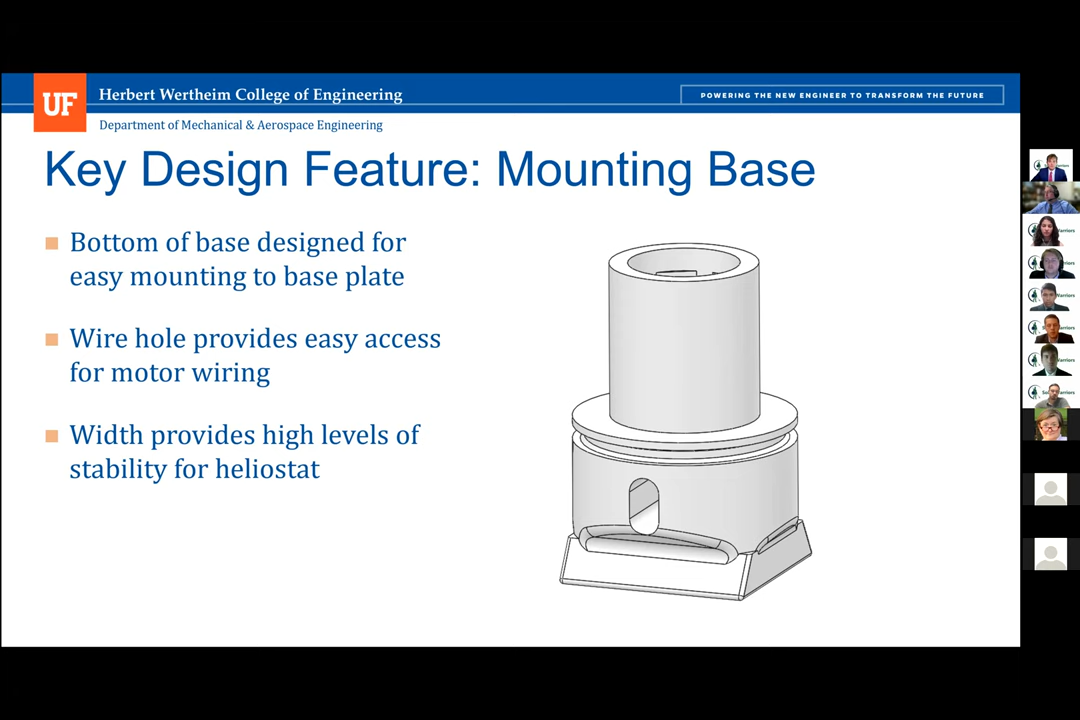 UF
Herbert Wertheim College of Engineering
POWERING THE NEW ENGINEER TO TRANSFORM THE FUTURE
Department of Mechanical & Aerospace Engineering
Key Design Feature: Mounting Base
Bottom of base designed for
easy mounting to base plate
Wire hole provides easy access
for motor wiring
Width provides high levels of
stability for heliostat